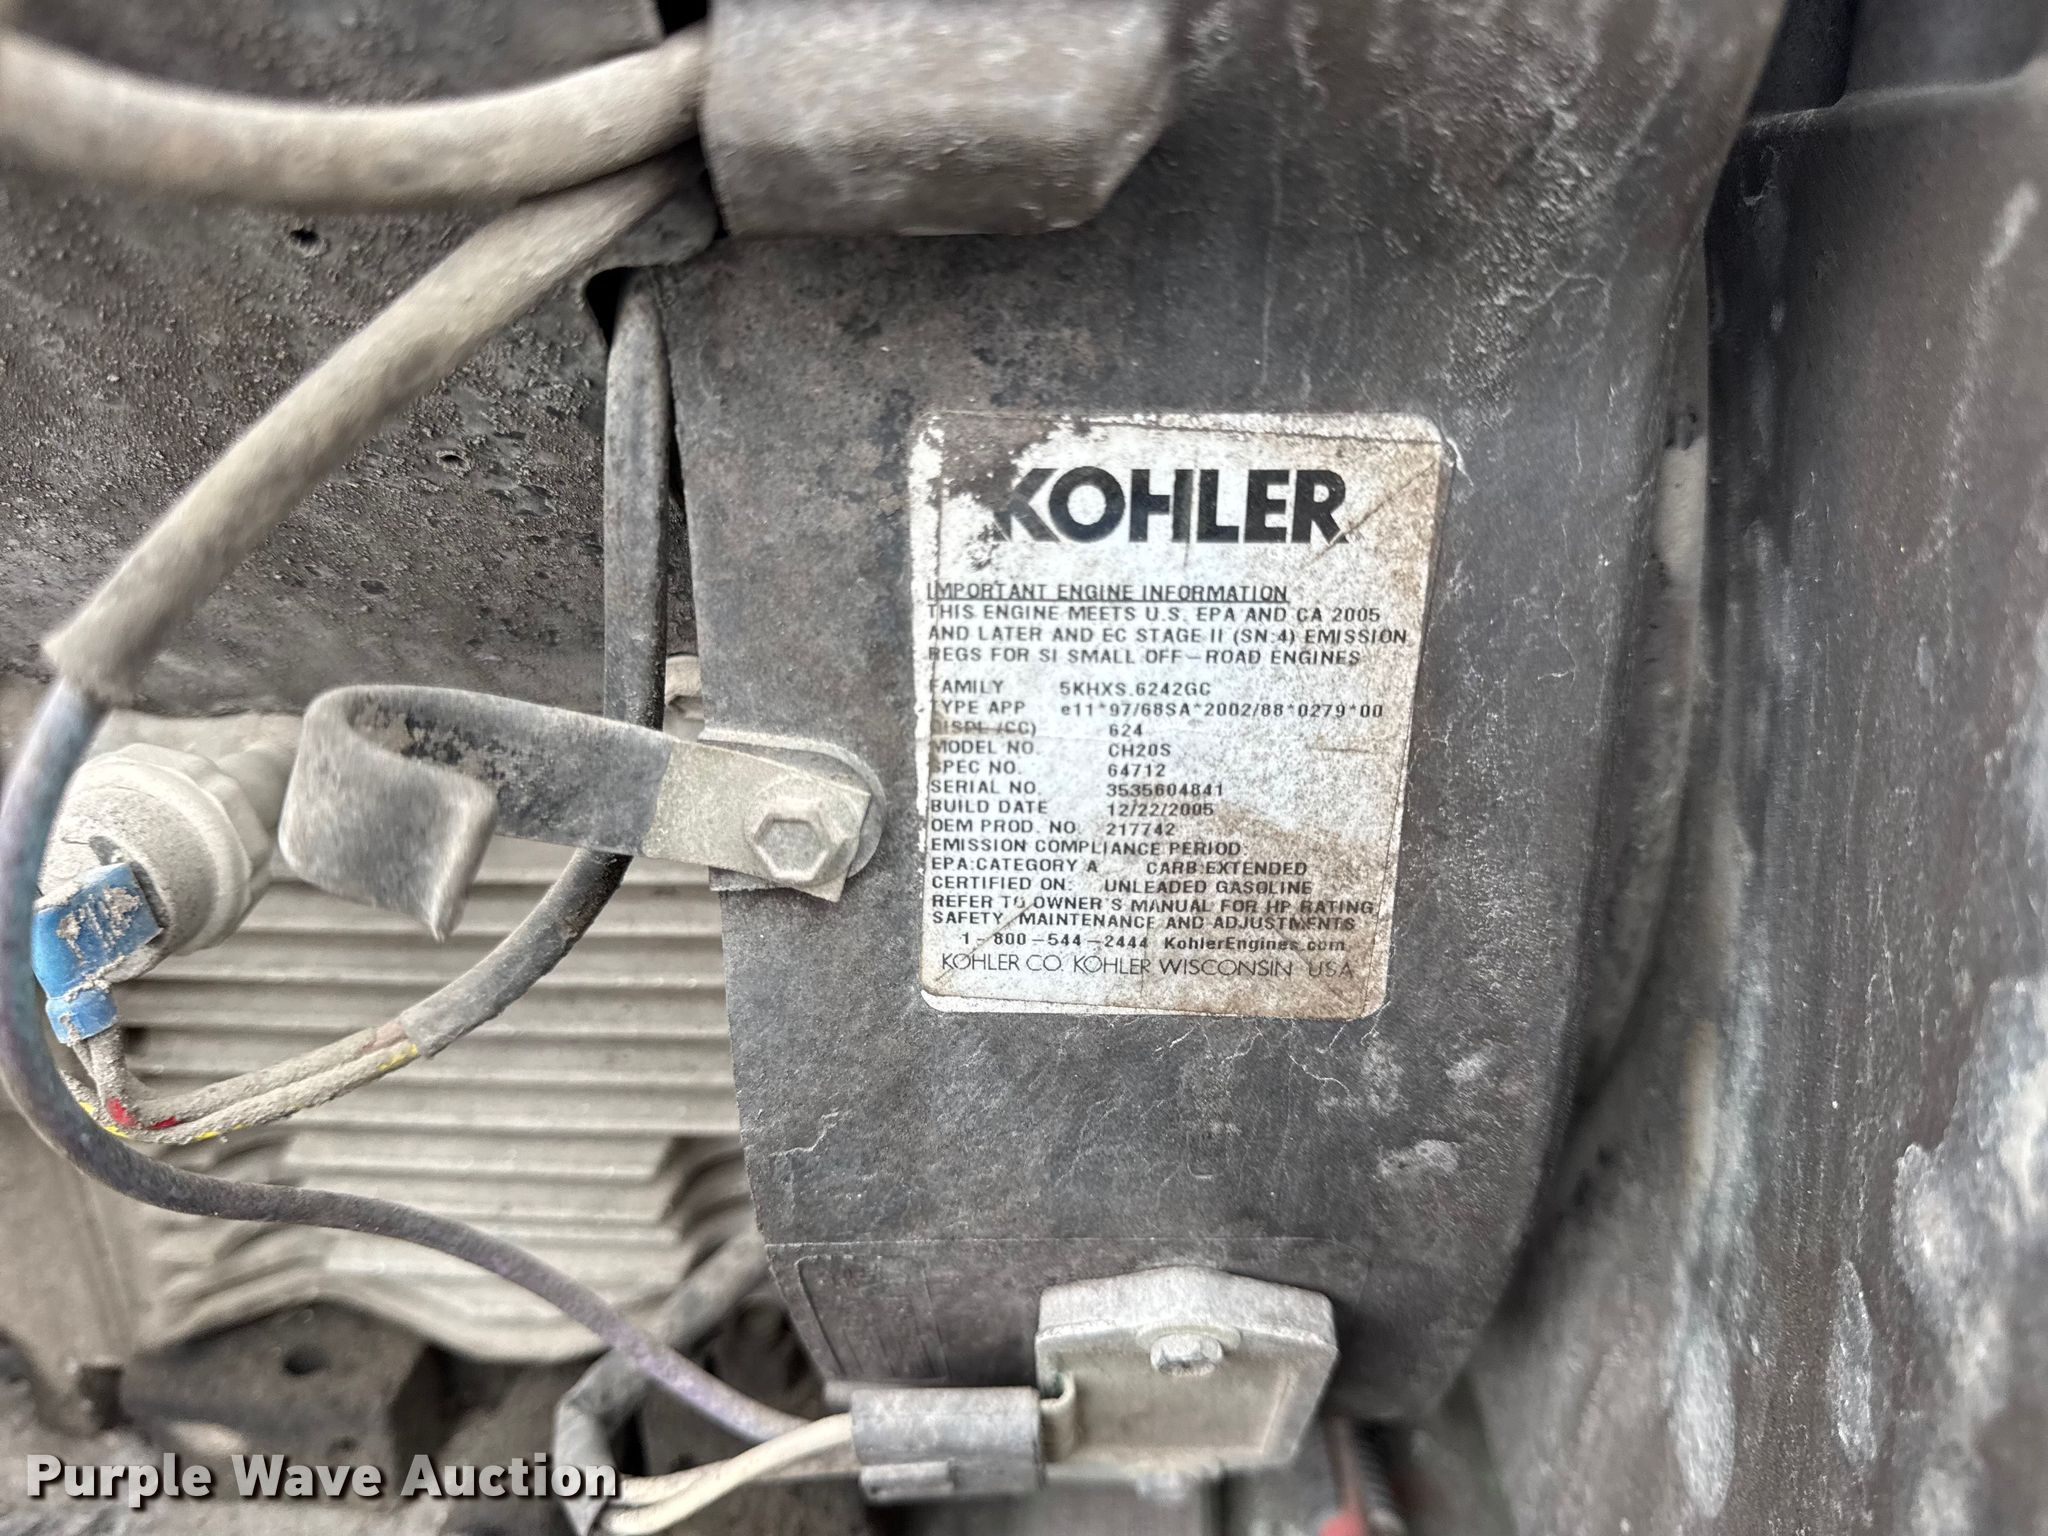 KOHLER
IMPORTANT ENGINE INFORMATION
THIS ENGINE MEETS U.S. EPA AND CA 2005
AND LATER AND EC STAGE II (SN:4) EMISSION
REGS FOR SI SMALL OFF-ROAD ENGINES
FAMILY 5KHXS.6242GC
TYPE APP e11*97/68SA*2002/88*0279*00
DISPL (CC) 624
MODEL NO. CH20S
SPEC NO. 64712
SERIAL NO. 3535604841
BUILD DATE 12/22/2005
OEM PROD. NO. 217742
EMISSION COMPLIANCE PERIOD:
EPA:CATEGORY A CARB:EXTENDED
CERTIFIED ON: UNLEADED GASOLINE
REFER TO OWNER'S MANUAL FOR HP RATING
SAFETY, MAINTENANCE AND ADJUSTMENTS
1-800-544-2444 KohlerEngines.com
KOHLER CO. KOHLER WISCONSIN USA
Purple Wave Auction